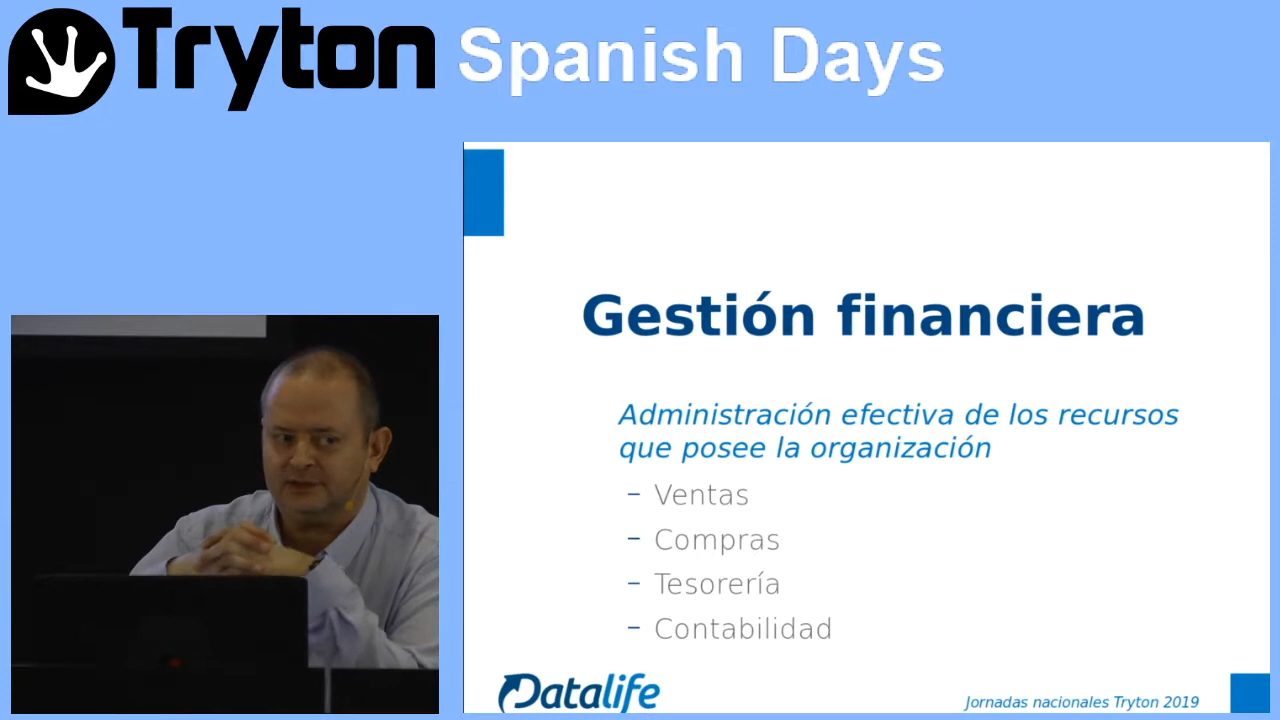 Tryton Spanish Days
Gestión financiera
Administración efectiva de los recursos
que posee la organización
– Ventas
– Compras
– Tesorería
– Contabilidad
Datalife
Jornadas nacionales Tryton 2019